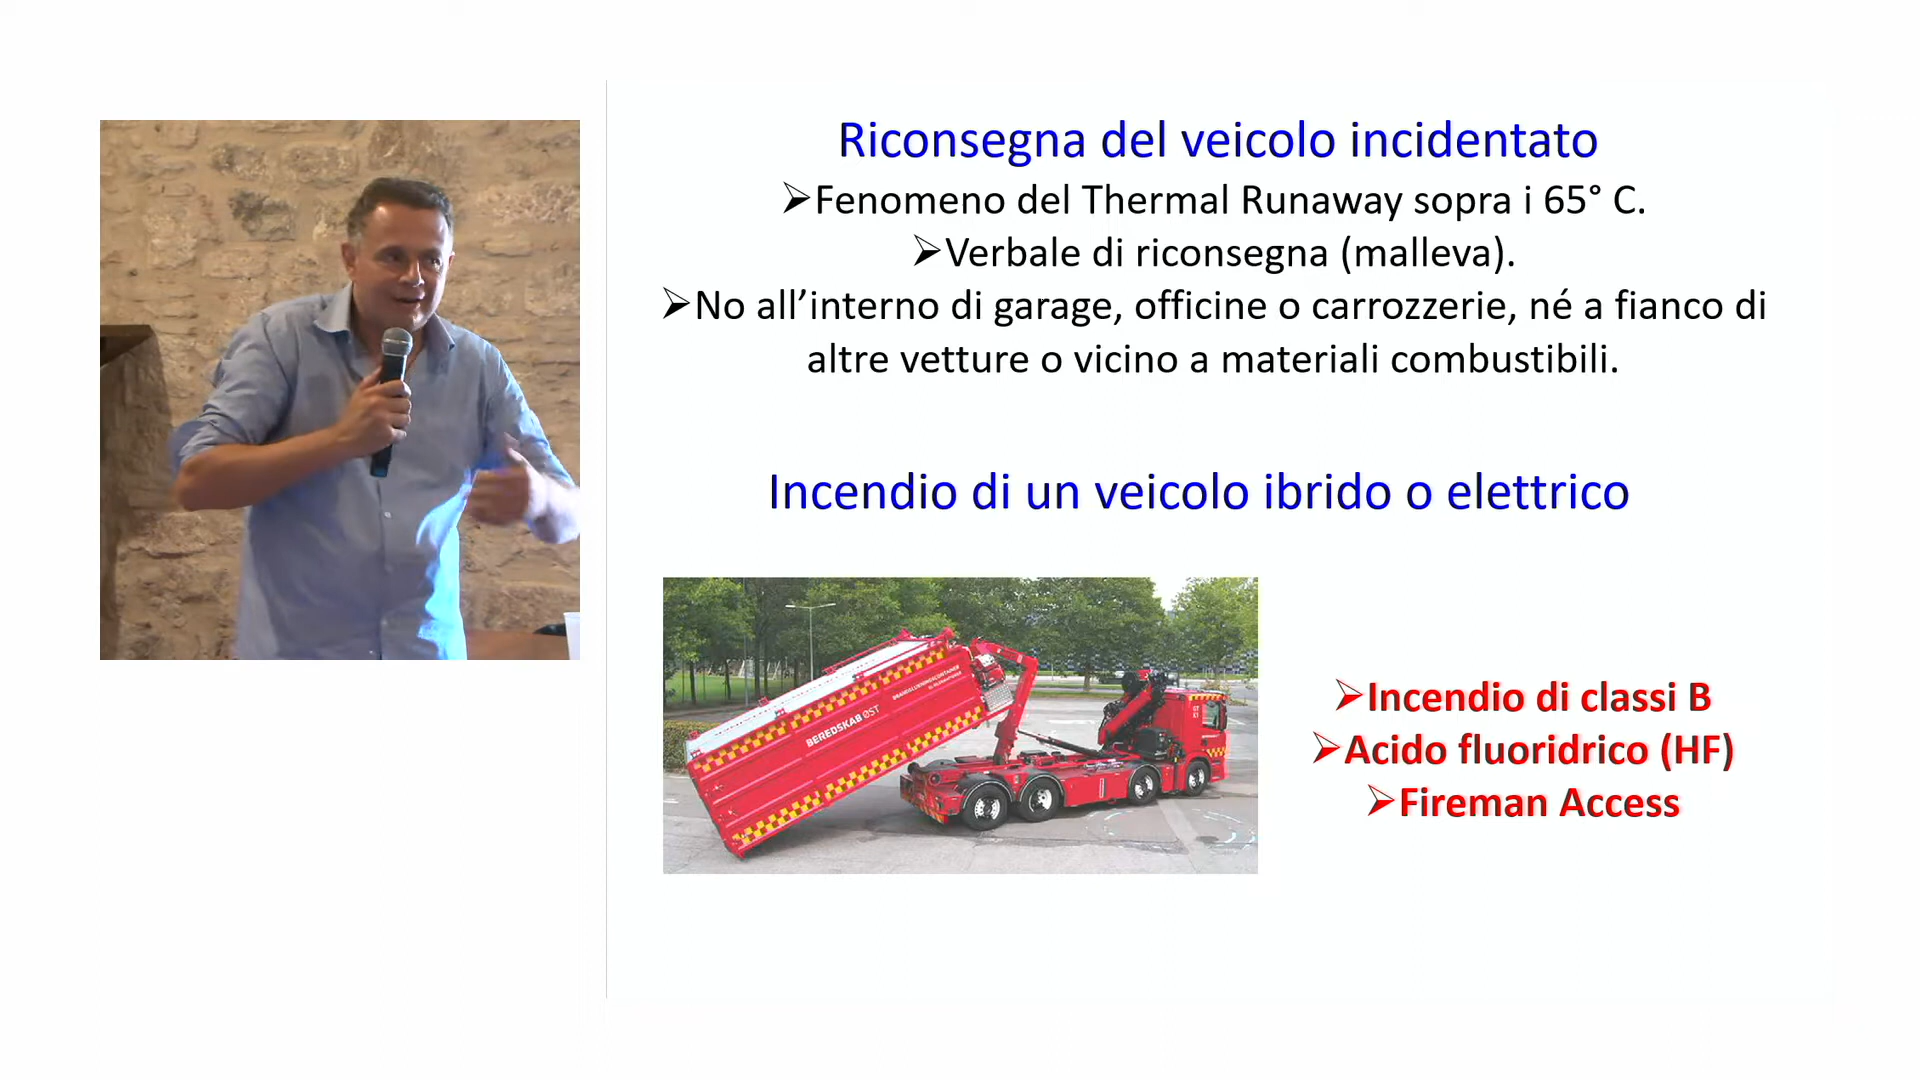 Riconsegna del veicolo incidentato
➢Fenomeno del Thermal Runaway sopra i 65° C.
➢Verbale di riconsegna (malleva).
➢No all’interno di garage, officine o carrozzerie, né a fianco di
altre vetture o vicino a materiali combustibili.
Incendio di un veicolo ibrido o elettrico
BEREDSKAB ØST
➢Incendio di classi B
➢Acido fluoridrico (HF)
➢Fireman Access